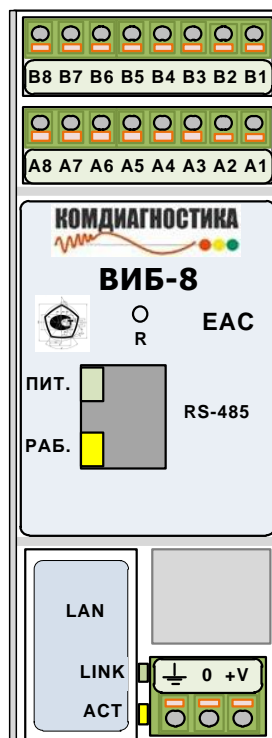 B8 B7 B6 B5 B4 B3 B2 B1
A8 A7 A6 A5 A4 A3 A2 A1
КОМДИАГНОСТИКА
ВИБ-8
R
EAC
ПИТ.
RS-485
РАБ.
LAN
LINK
0 +V
ACT